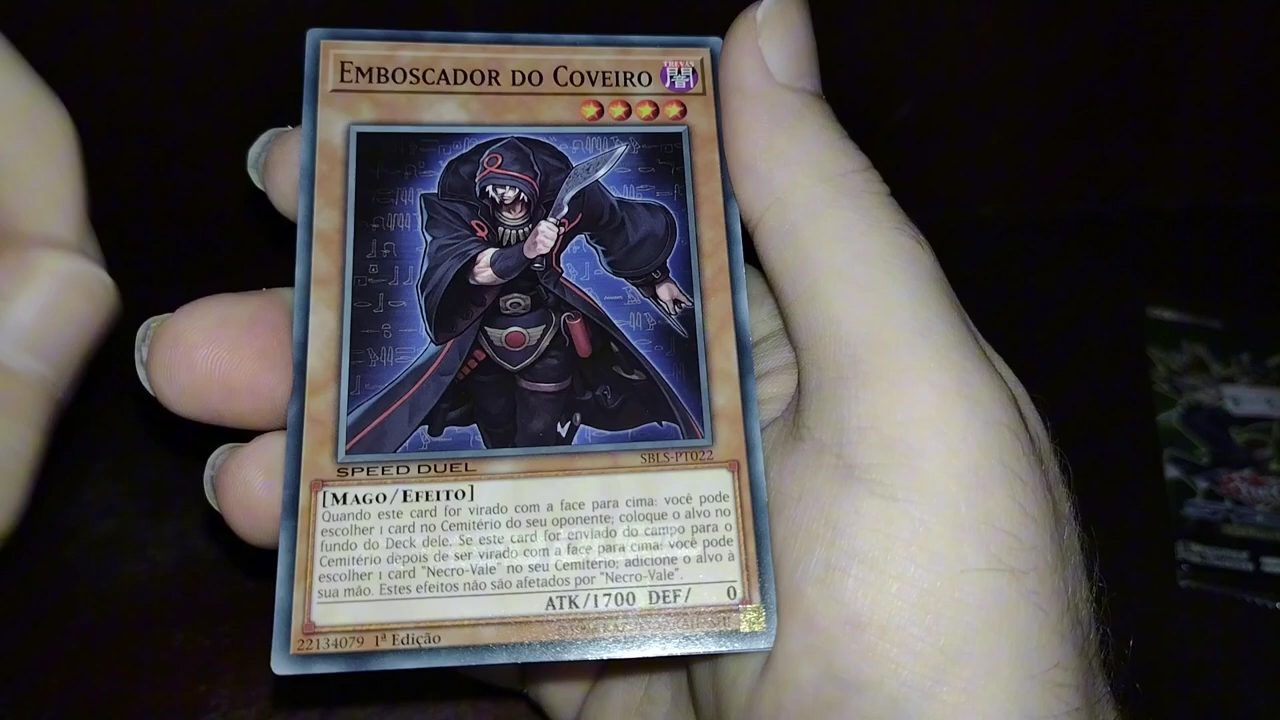 EMBOSCADOR DO COVEIRO
TREVAS
闇
SBLS-PT022
SPEED DUEL
[MAGO/EFEITO]
Quando este card for virado com a face para cima: você pode
escolher 1 card no Cemitério do seu oponente; coloque o alvo no
fundo do Deck dele. Se este card for enviado do campo para o
Cemitério depois de ser virado com a face para cima: você pode
escolher 1 card "Necro-Vale" no seu Cemitério; adicione o alvo à
sua mão. Estes efeitos não são afetados por "Necro-Vale".
ATK/1700 DEF/ 0
22134079 1ª Edição